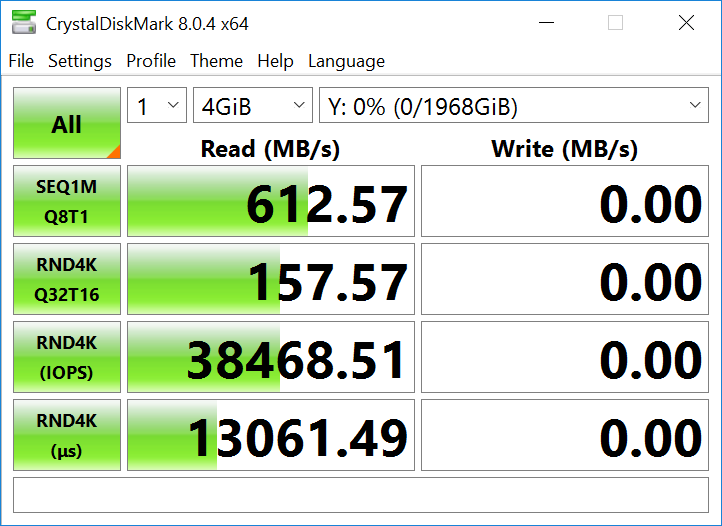 CrystalDiskMark 8.0.4 x64
File Settings Profile Theme Help Language
All
1 4GiB Y: 0% (0/1968GiB)
Read (MB/s) Write (MB/s)
SEQ1M
Q8T1
612.57 0.00
RND4K
Q32T16
157.57 0.00
RND4K
(IOPS)
38468.51 0.00
RND4K
(µs)
13061.49 0.00